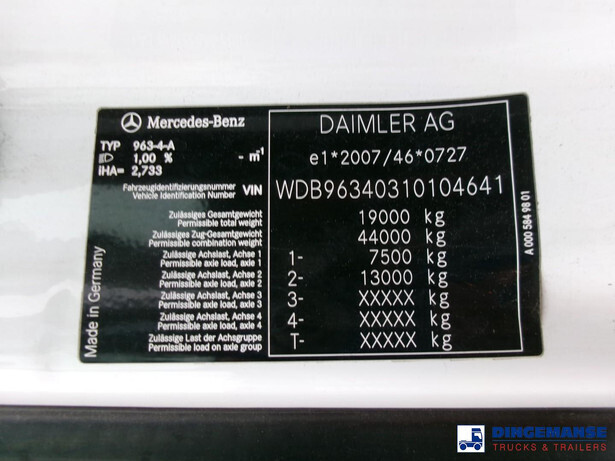 Mercedes-Benz
DAIMLER AG
TYP 963-4-A
1,00 % - m⁻¹
iHA= 2,733
e1*2007/46*0727
Fahrzeugidentifizierungsnummer
Vehicle Identification Number VIN WDB96340310104641
Zulässiges Gesamtgewicht
Permissible total weight 19000 kg
Zulässiges Zug-Gesamtgewicht
Permissible combination weight 44000 kg
Zulässige Achslast, Achse 1
Permissible axle load, axle 1 1- 7500 kg
Zulässige Achslast, Achse 2
Permissible axle load, axle 2 2- 13000 kg
Zulässige Achslast, Achse 3
Permissible axle load, axle 3 3- XXXXX kg
Zulässige Achslast, Achse 4
Permissible axle load, axle 4 4- XXXXX kg
Zulässige Last der Achsgruppe
Permissible load on axle group T- XXXXX kg
Made in Germany
A 000 584 98 01
DINGEMANSE
TRUCKS & TRAILERS